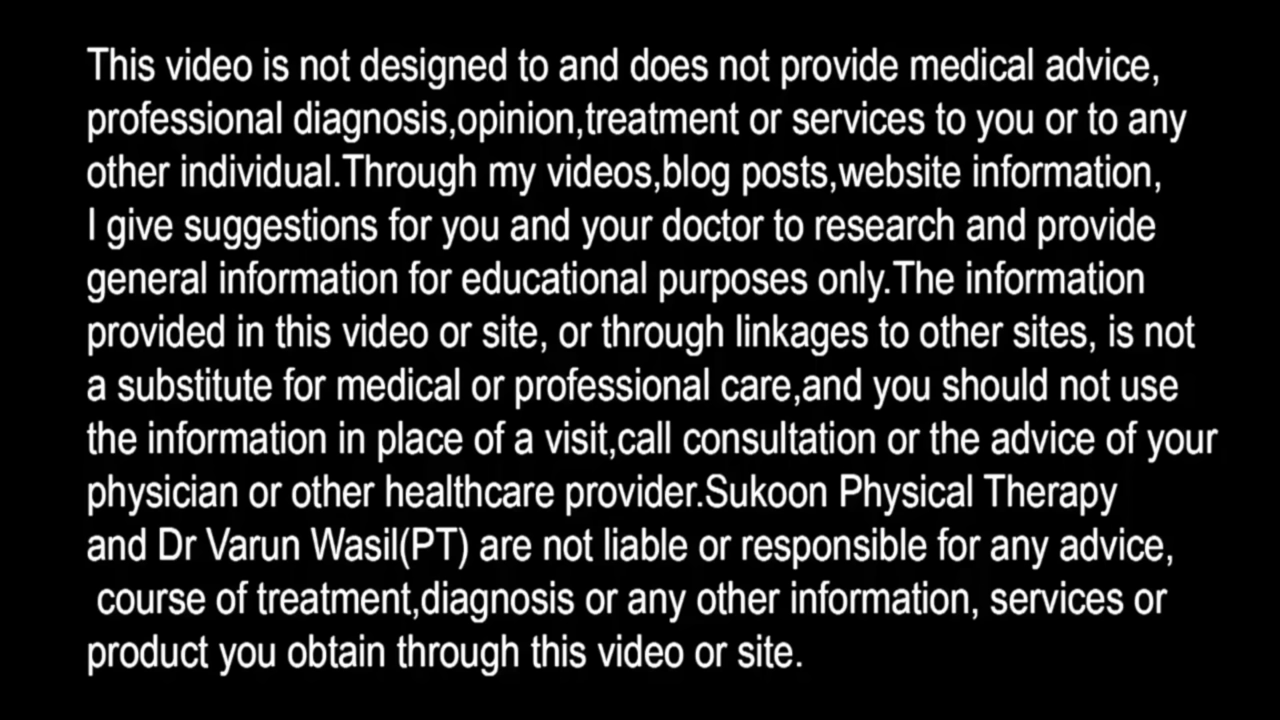 This video is not designed to and does not provide medical advice,
professional diagnosis,opinion,treatment or services to you or to any
other individual.Through my videos,blog posts,website information,
I give suggestions for you and your doctor to research and provide
general information for educational purposes only.The information
provided in this video or site, or through linkages to other sites, is not
a substitute for medical or professional care,and you should not use
the information in place of a visit,call consultation or the advice of your
physician or other healthcare provider.Sukoon Physical Therapy
and Dr Varun Wasil(PT) are not liable or responsible for any advice,
course of treatment,diagnosis or any other information, services or
product you obtain through this video or site.